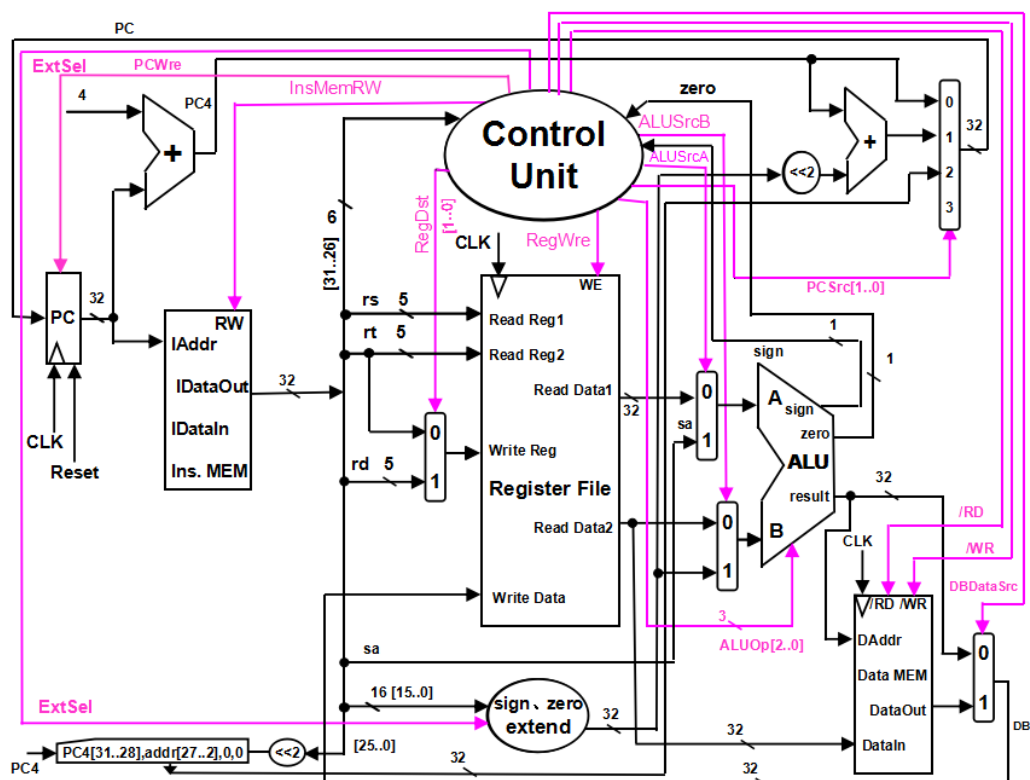 PC
ExtSel
PCWre
InsMemRW
4
PC4
+
Control
Unit
zero
ALUSrcB
ALUSrcA
+
<<2
0
1
2
3
32
6
[31..26]
RegDst
[1..0]
CLK
RegWre
PCSrc[1..0]
PC
32
CLK
Reset
RW
IAddr
IDataOut
IDataIn
Ins. MEM
32
rs 5
rt 5
rd 5
0
1
WE
Read Reg1
Read Reg2
Read Data1
Write Reg
Register File
Read Data2
Write Data
32
sa
0
1
0
1
sign
1
1
A
sign
zero
ALU
result
B
32
3
ALUOp[2..0]
/RD
/WR
CLK
DBDataSrc
/RD /WR
DAddr
Data MEM
DataOut
DataIn
0
1
DB
sa
16 [15..0]
ExtSel
sign、zero
extend
32
[25..0]
<<2
PC4[31..28],addr[27..2],0,0
PC4
32
32
32